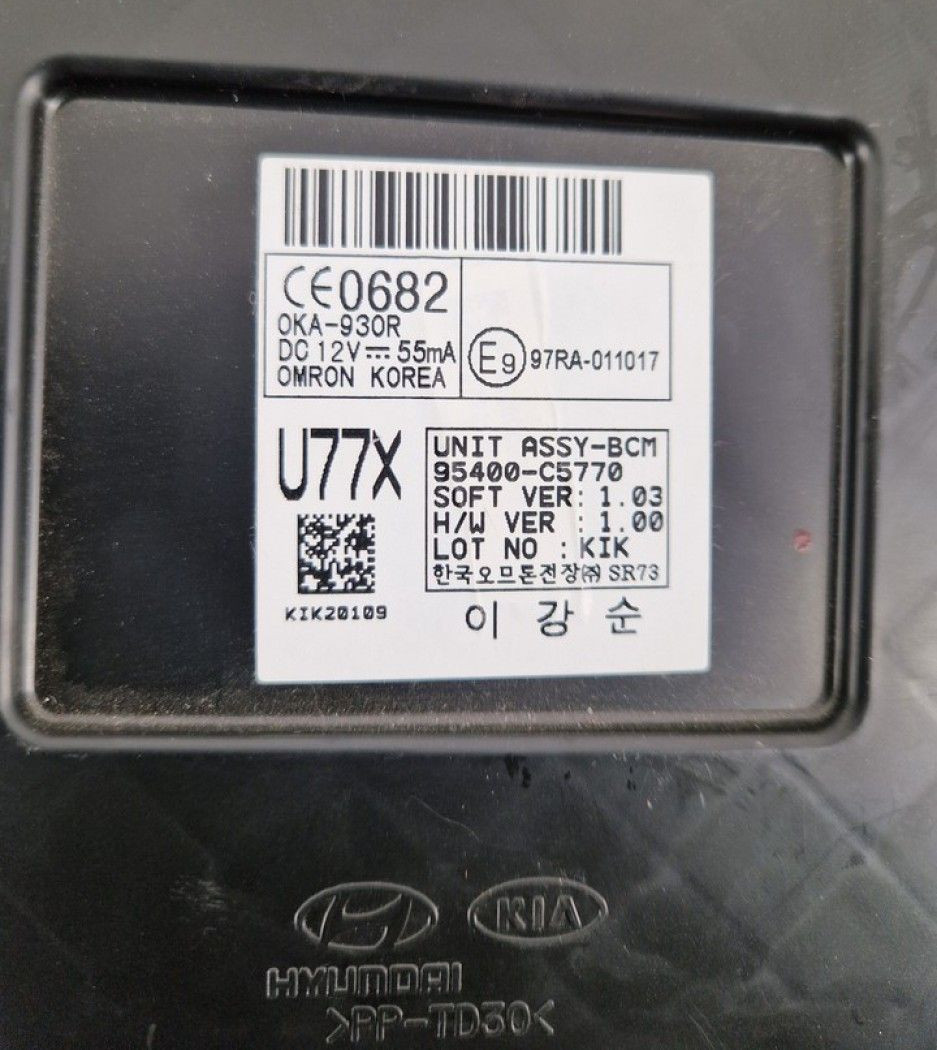 CE0682
OKA-930R
DC 12V ⎓ 55mA
OMRON KOREA
E9 97RA-011017
U77X
KIK20109
UNIT ASSY-BCM
95400-C5770
SOFT VER: 1.03
H/W VER : 1.00
LOT NO : KIK
한국오므론전장㈜ SR73
이 강 순
KIA
HYUNDAI
>PP-TD30<